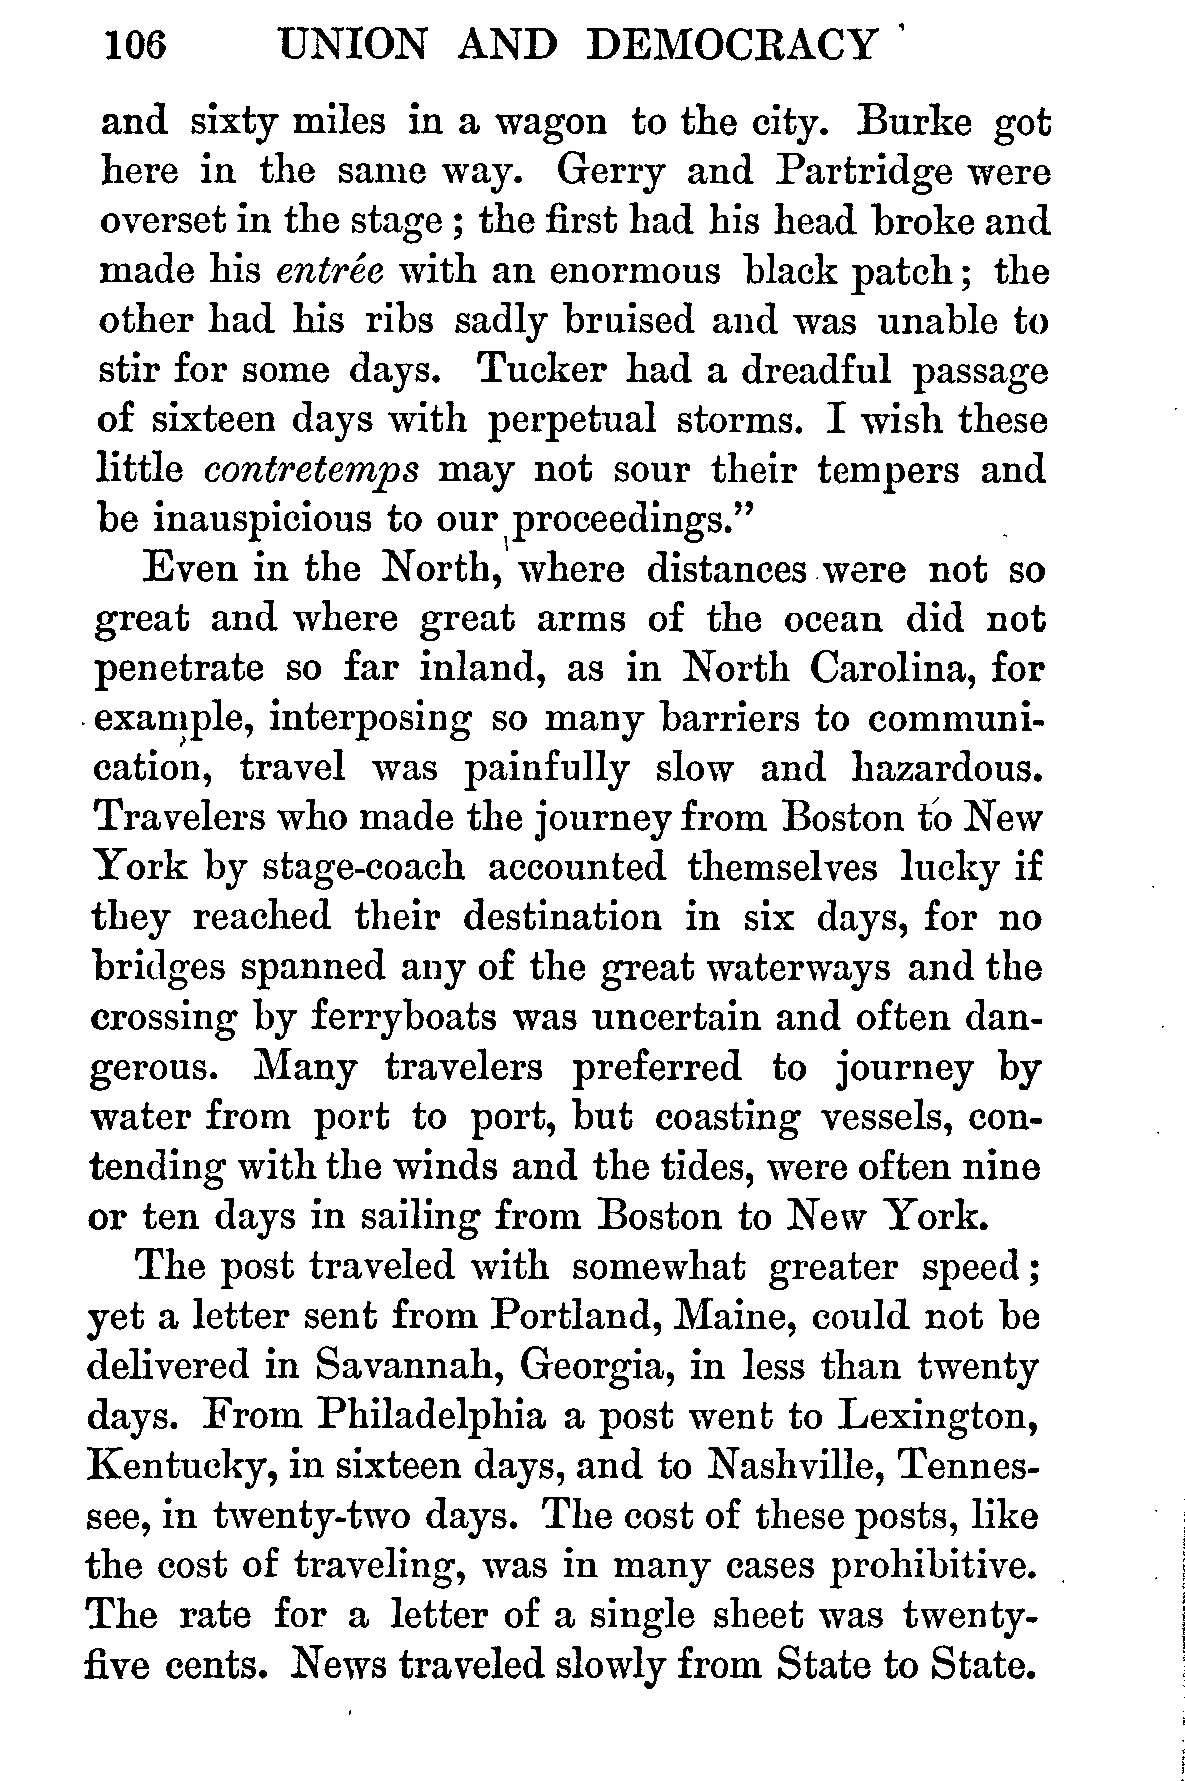 106 UNION AND DEMOCRACY
and sixty miles in a wagon to the city. Burke got
here in the same way. Gerry and Partridge were
overset in the stage ; the first had his head broke and
made his entrée with an enormous black patch ; the
other had his ribs sadly bruised and was unable to
stir for some days. Tucker had a dreadful passage
of sixteen days with perpetual storms. I wish these
little contretemps may not sour their tempers and
be inauspicious to our proceedings.”
Even in the North, where distances were not so
great and where great arms of the ocean did not
penetrate so far inland, as in North Carolina, for
example, interposing so many barriers to communi-
cation, travel was painfully slow and hazardous.
Travelers who made the journey from Boston to New
York by stage-coach accounted themselves lucky if
they reached their destination in six days, for no
bridges spanned any of the great waterways and the
crossing by ferryboats was uncertain and often dan-
gerous. Many travelers preferred to journey by
water from port to port, but coasting vessels, con-
tending with the winds and the tides, were often nine
or ten days in sailing from Boston to New York.
The post traveled with somewhat greater speed ;
yet a letter sent from Portland, Maine, could not be
delivered in Savannah, Georgia, in less than twenty
days. From Philadelphia a post went to Lexington,
Kentucky, in sixteen days, and to Nashville, Tennes-
see, in twenty-two days. The cost of these posts, like
the cost of traveling, was in many cases prohibitive.
The rate for a letter of a single sheet was twenty-
five cents. News traveled slowly from State to State.